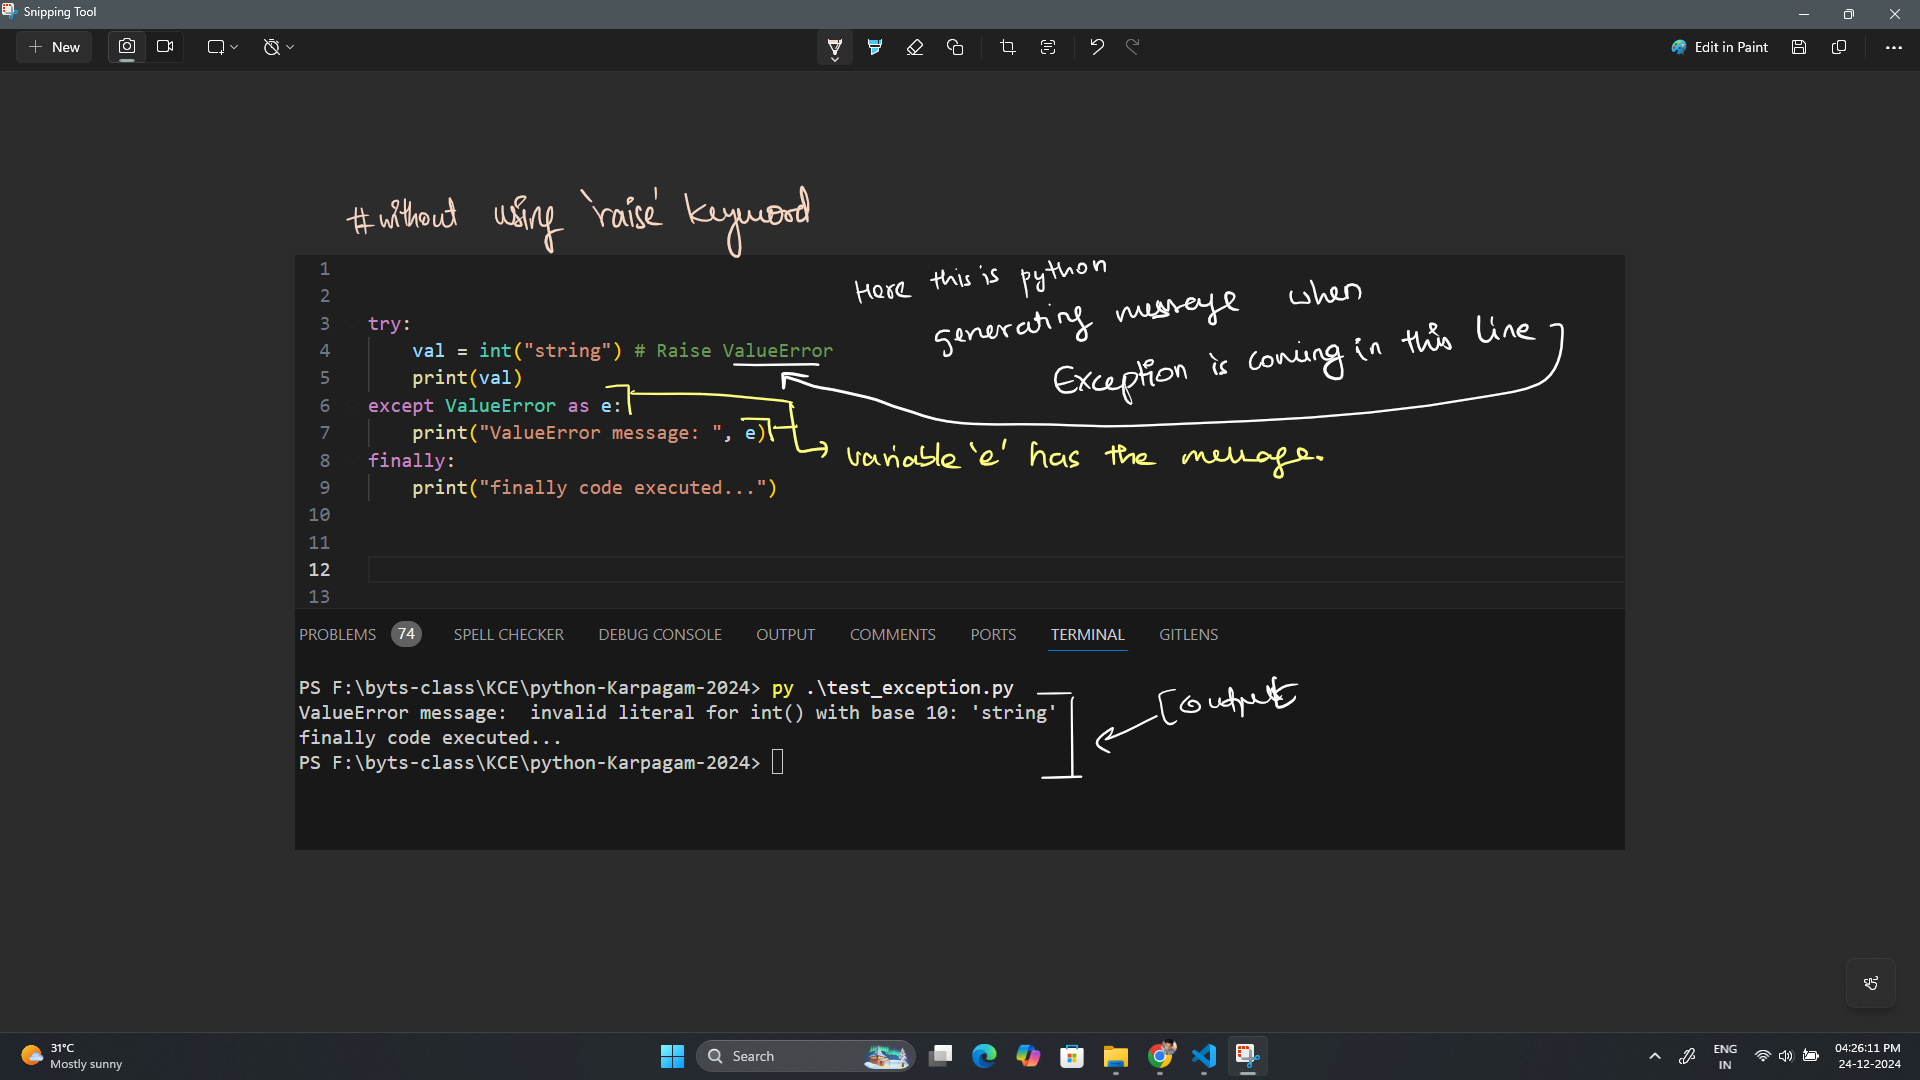 Snipping Tool
New
Edit in Paint
#without using `raise' keyword
1
2
3 try:
4 val = int("string") # Raise ValueError
5 print(val)
6 except ValueError as e:
7 print("ValueError message: ", e)
8 finally:
9 print("finally code executed...")
10
11
12
13
Here this is python
generating message when
Exception is coming in this line
variable 'e' has the message.
PROBLEMS 74 SPELL CHECKER DEBUG CONSOLE OUTPUT COMMENTS PORTS TERMINAL GITLENS
PS F:\byts-class\KCE\python-Karpagam-2024> py .\test_exception.py
ValueError message:  invalid literal for int() with base 10: 'string'
finally code executed...
PS F:\byts-class\KCE\python-Karpagam-2024>
[output
31°C
Mostly sunny
Search
ENG
IN
04:26:11 PM
24-12-2024